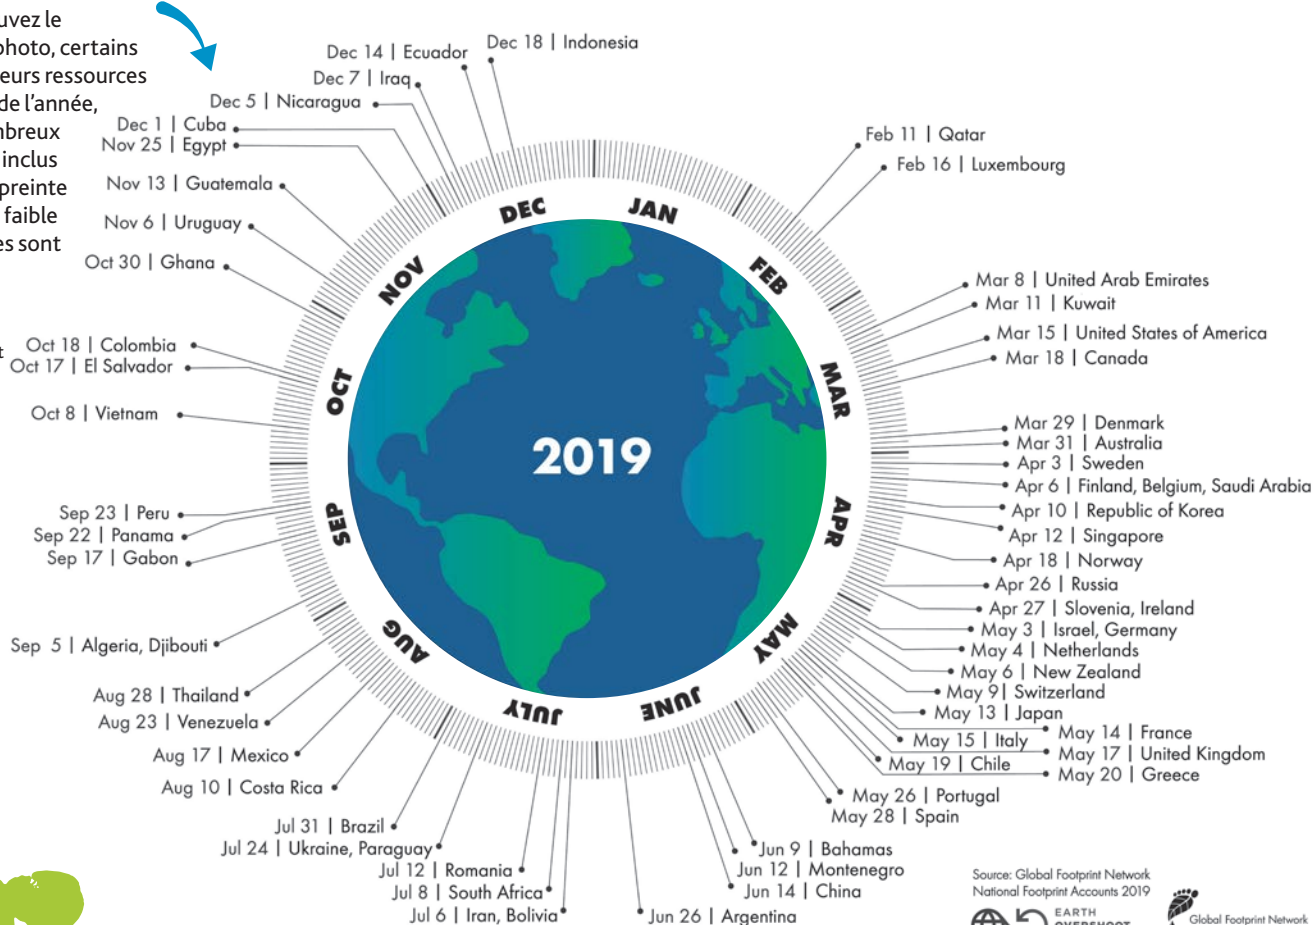 uvez le
photo, certains
eurs ressources
de l'année,
nbreux
inclus
preinte
faible
es sont
t
Dec 18 | Indonesia
Dec 14 | Ecuador
Dec 7 | Iraq
Dec 5 | Nicaragua
Dec 1 | Cuba
Nov 25 | Egypt
Nov 13 | Guatemala
Nov 6 | Uruguay
Oct 30 | Ghana
Oct 18 | Colombia
Oct 17 | El Salvador
Oct 8 | Vietnam
Sep 23 | Peru
Sep 22 | Panama
Sep 17 | Gabon
Sep 5 | Algeria, Djibouti
Aug 28 | Thailand
Aug 23 | Venezuela
Aug 17 | Mexico
Aug 10 | Costa Rica
Jul 31 | Brazil
Jul 24 | Ukraine, Paraguay
Jul 12 | Romania
Jul 8 | South Africa
Jul 6 | Iran, Bolivia
DEC
JAN
NOV
FEB
OCT
MAR
2019
SEP
APR
AUG
MAY
JULY
JUNE
Feb 11 | Qatar
Feb 16 | Luxembourg
Mar 8 | United Arab Emirates
Mar 11 | Kuwait
Mar 15 | United States of America
Mar 18 | Canada
Mar 29 | Denmark
Mar 31 | Australia
Apr 3 | Sweden
Apr 6 | Finland, Belgium, Saudi Arabia
Apr 10 | Republic of Korea
Apr 12 | Singapore
Apr 18 | Norway
Apr 26 | Russia
Apr 27 | Slovenia, Ireland
May 3 | Israel, Germany
May 4 | Netherlands
May 6 | New Zealand
May 9| Switzerland
May 13 | Japan
May 14 | France
May 15 | Italy
May 17 | United Kingdom
May 19 | Chile
May 20 | Greece
May 26 | Portugal
May 28 | Spain
Jun 9 | Bahamas
Jun 12 | Montenegro
Jun 14 | China
Jun 26 | Argentina
Source: Global Footprint Network
National Footprint Accounts 2019
EARTH
OVERSHOOT
Global Footprint Network